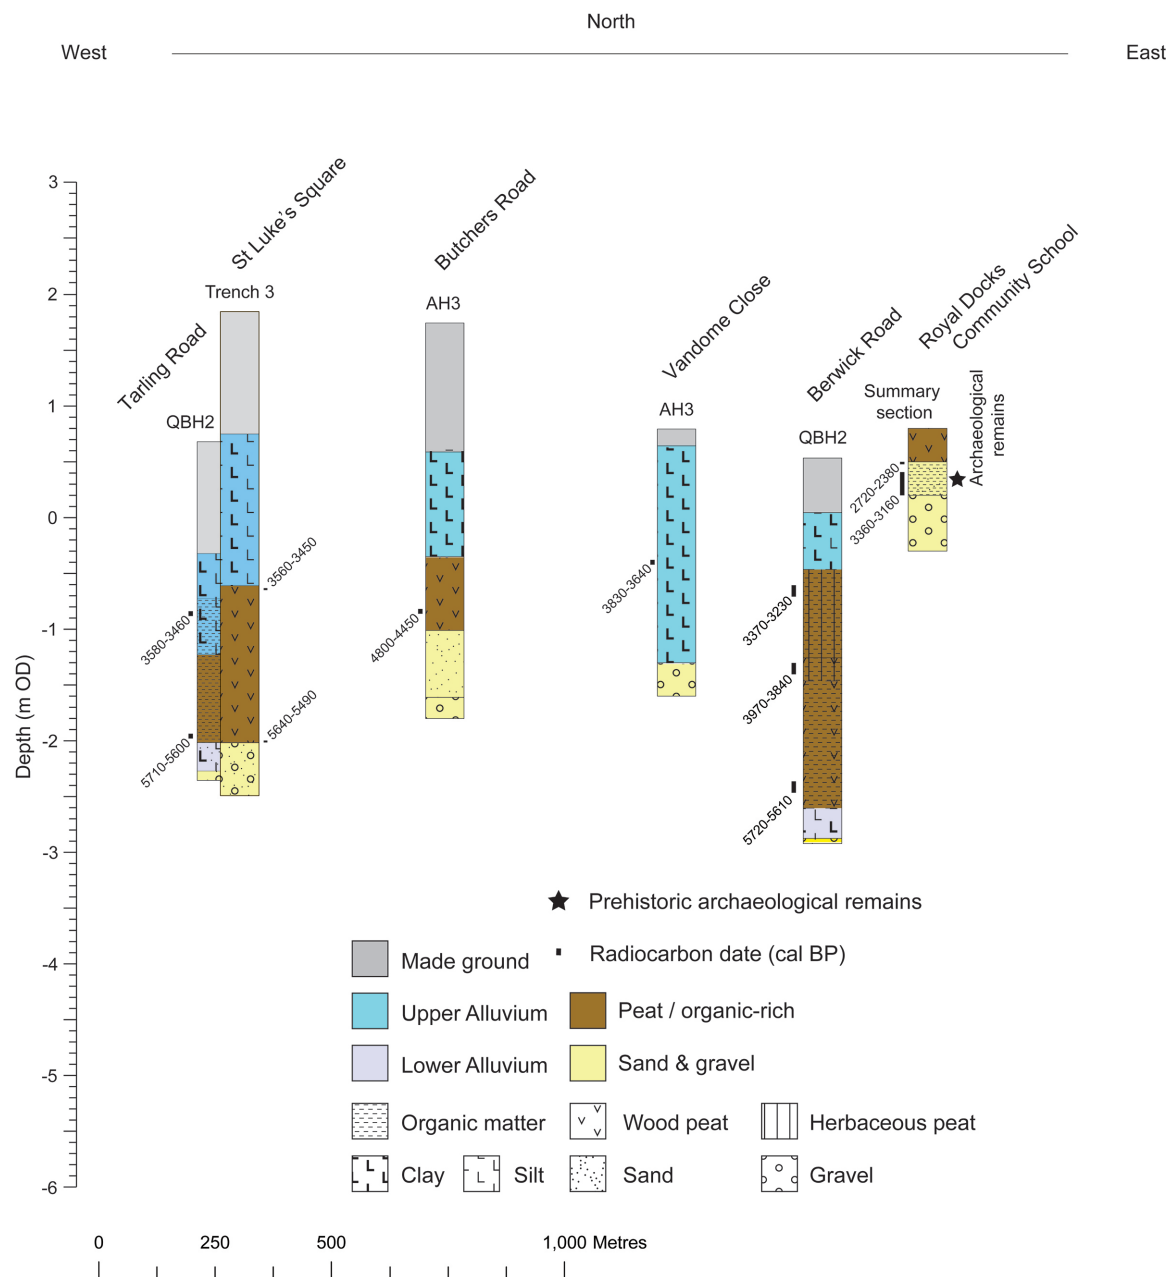 North
West
East
Tarling Road
St Luke's Square
Butchers Road
Vandome Close
Berwick Road
Royal Docks
Community School
QBH2
Trench 3
AH3
AH3
QBH2
Summary
section
Archaeological
remains
3
2
1
0
-1
-2
-3
-4
-5
-6
Depth (m OD)
3580-3460
5710-5600
3560-3450
5640-5490
4800-4450
3830-3640
3370-3230
3970-3840
5720-5610
2720-2380
3360-3160
Prehistoric archaeological remains
Radiocarbon date (cal BP)
Made ground
Upper Alluvium
Peat / organic-rich
Lower Alluvium
Sand & gravel
Organic matter
Wood peat
Herbaceous peat
Clay
Silt
Sand
Gravel
0 250 500 1,000 Metres